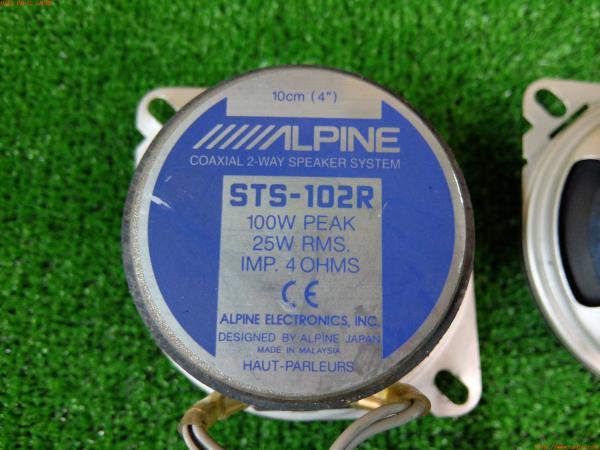 10cm (4")
ALPINE
COAXIAL 2-WAY SPEAKER SYSTEM
STS-102R
100W PEAK
25W RMS.
IMP. 4 OHMS
CE
ALPINE ELECTRONICS, INC.
DESIGNED BY ALPINE JAPAN
MADE IN MALAYSIA
HAUT-PARLEURS